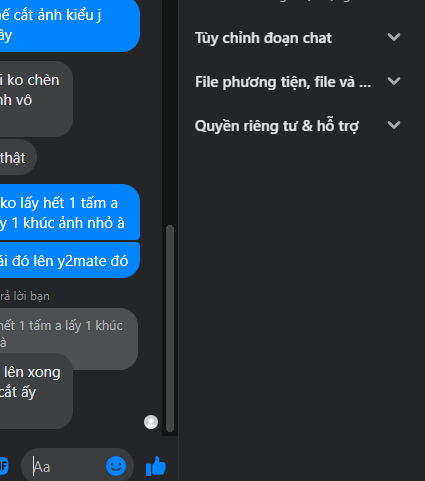 ế cắt ảnh kiểu j
ây
i ko chèn
nh vô
thật
ko lấy hết 1 tấm a
y 1 khúc ảnh nhỏ à
ái đó lên y2mate đó
rả lời bạn
hết 1 tấm a lấy 1 khúc
à
lên xong
cắt ấy
Aa
Tùy chỉnh đoạn chat
File phương tiện, file và ...
Quyền riêng tư & hỗ trợ